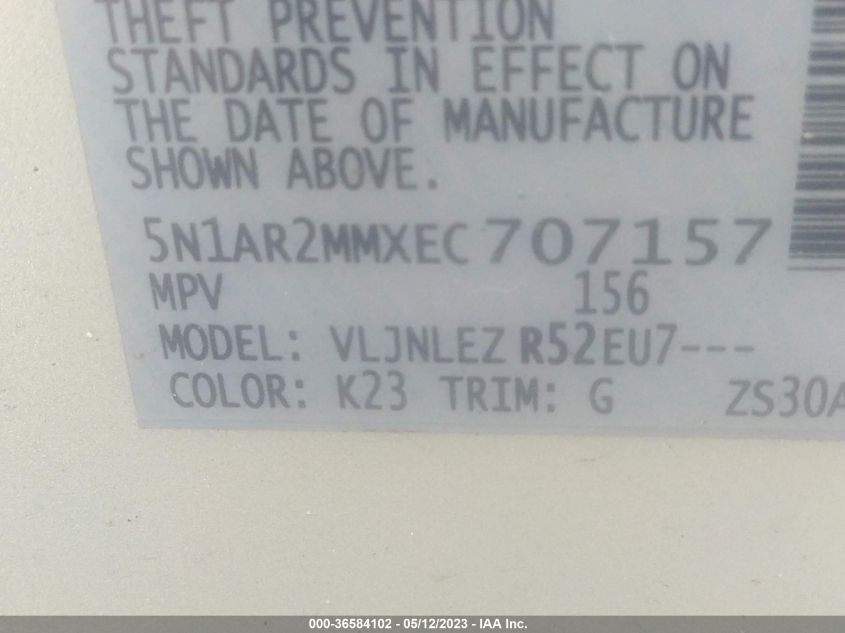 THEFT PREVENTION
STANDARDS IN EFFECT ON
THE DATE OF MANUFACTURE
SHOWN ABOVE.
5N1AR2MMXEC707157
MPV 156
MODEL: VLJNLEZ R52EU7---
COLOR: K23 TRIM: G ZS30A
000-36584102 - 05/12/2023 - IAA Inc.